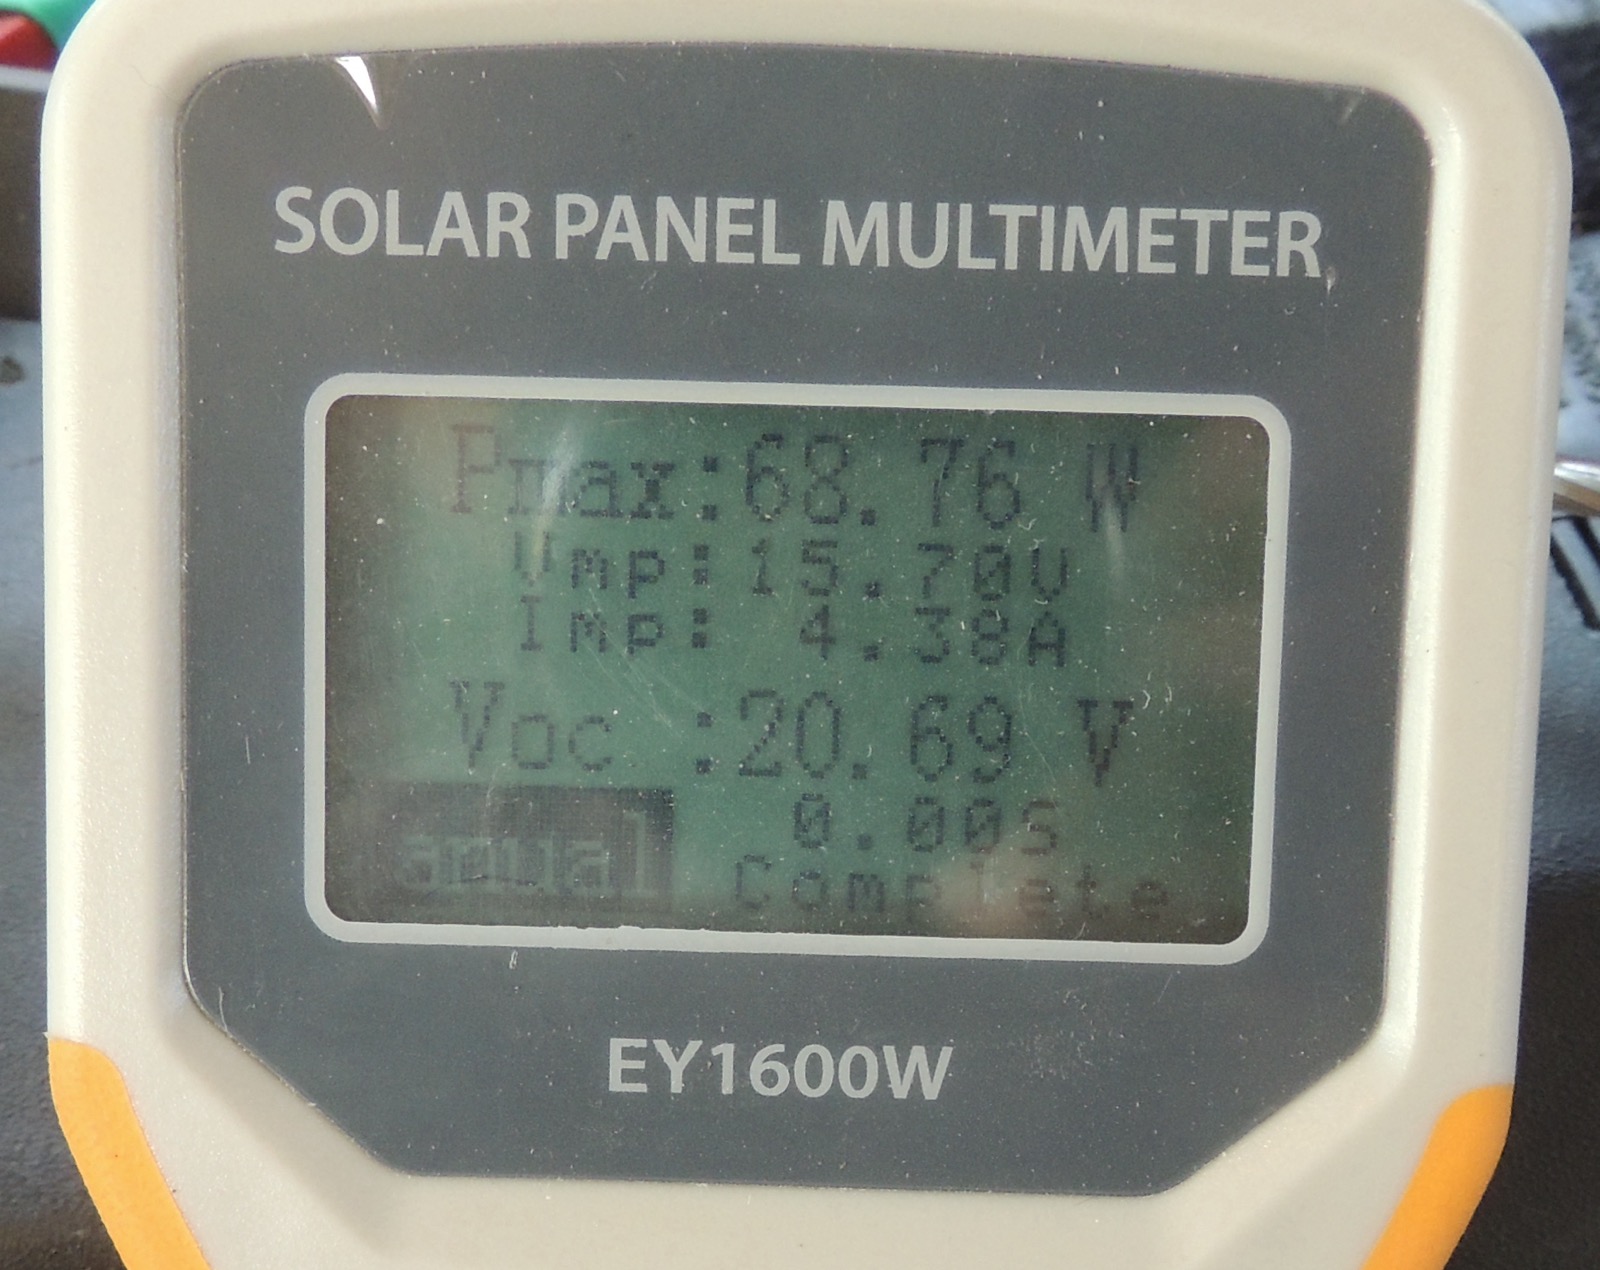 SOLAR PANEL MULTIMETER
Pmax:68.76 W
Vmp:15.70V
Imp: 4.38A
Voc :20.69 V
anual 0.00S
Complete
EY1600W